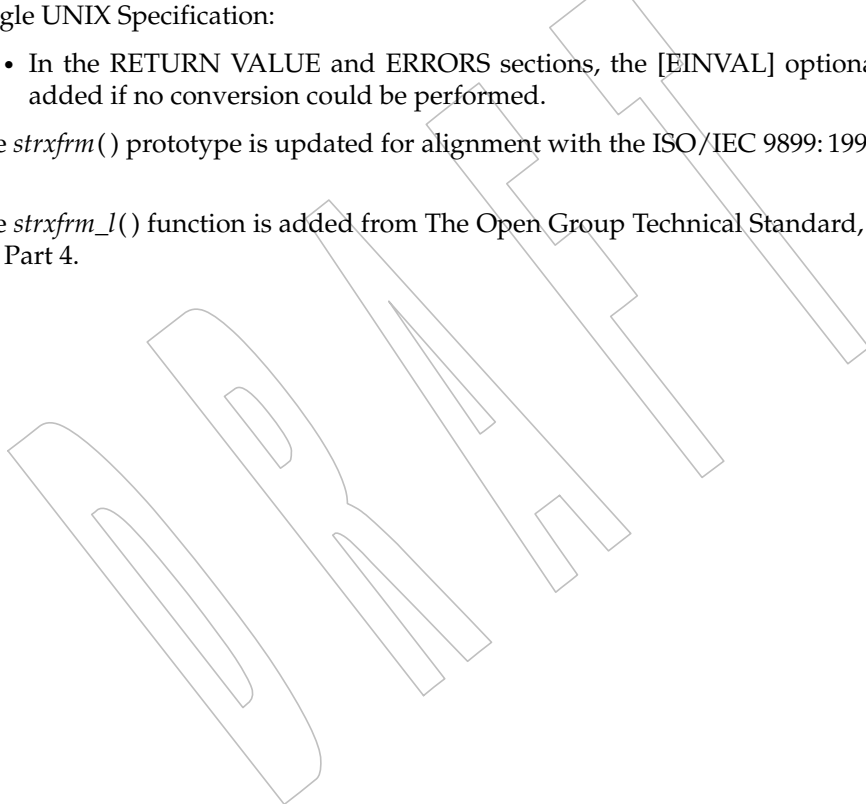 gle UNIX Specification:
• In the RETURN VALUE and ERRORS sections, the [EINVAL] optiona
added if no conversion could be performed.
e strxfrm( ) prototype is updated for alignment with the ISO/IEC 9899: 199
e strxfrm_l( ) function is added from The Open Group Technical Standard,
Part 4.
DRAFT